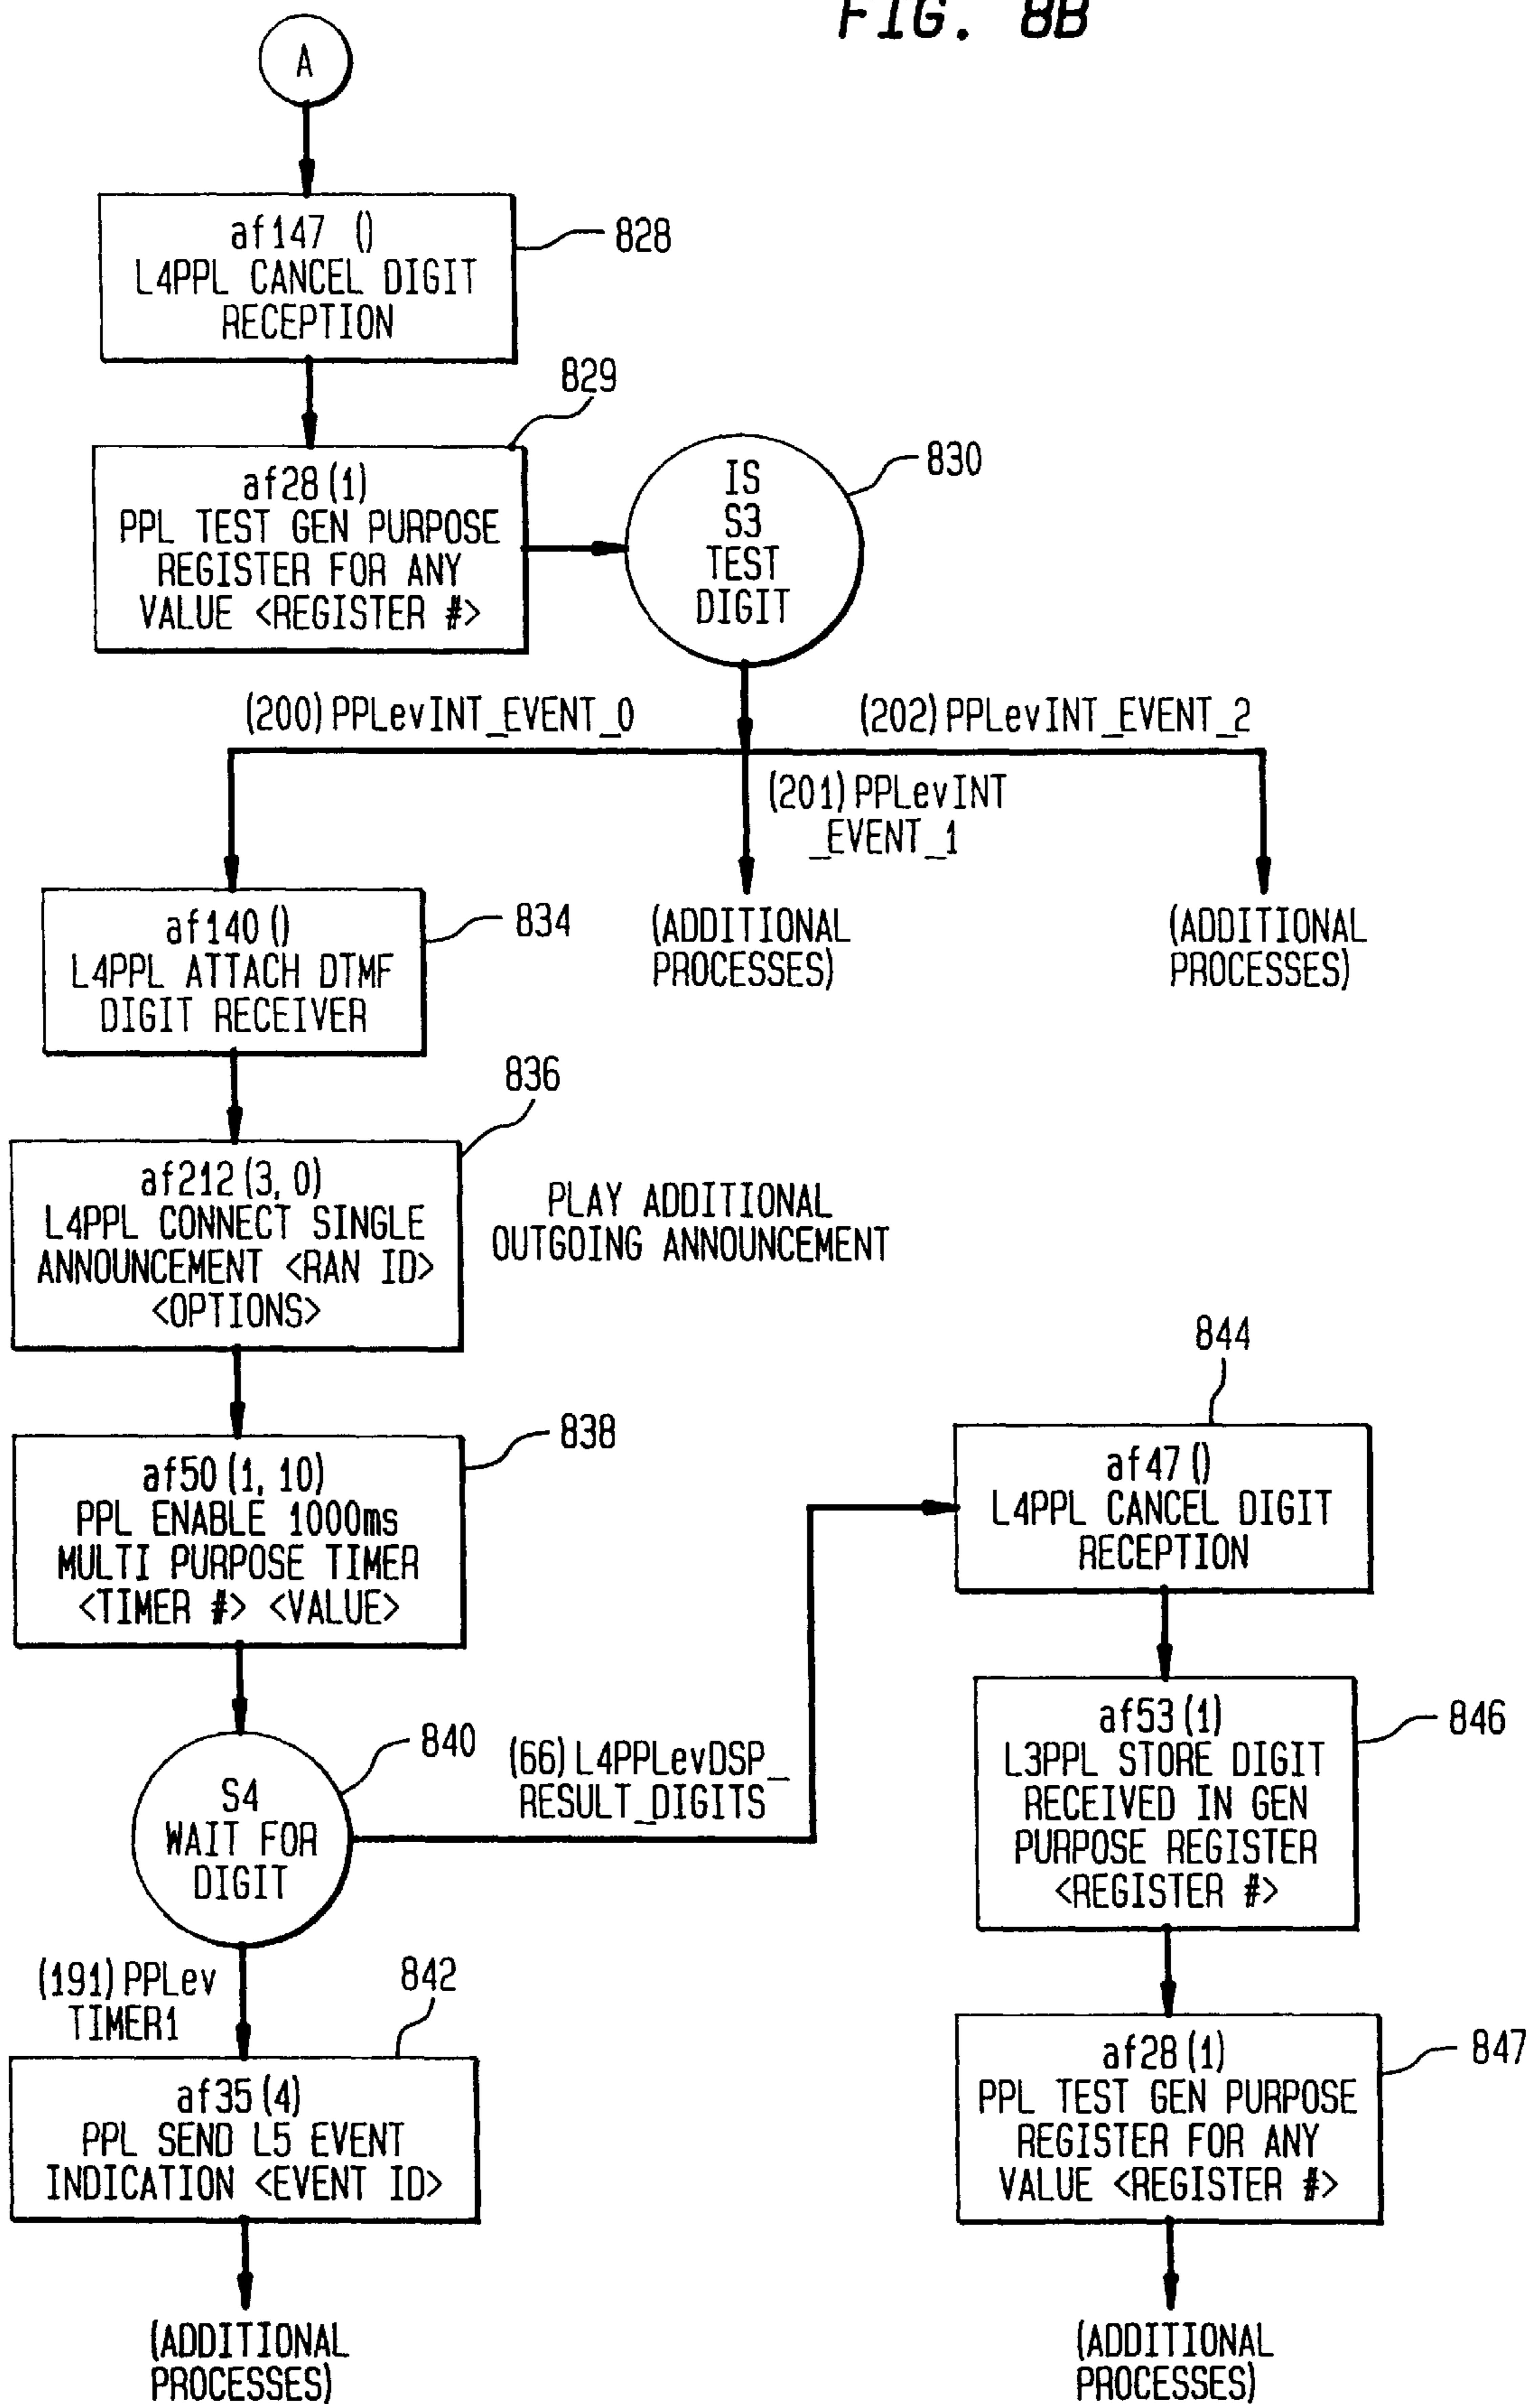 FIG. 8B
A
af147 ()
L4PPL CANCEL DIGIT
RECEPTION
828
829
af28(1)
PPL TEST GEN PURPOSE
REGISTER FOR ANY
VALUE <REGISTER #>
IS
S3
TEST
DIGIT
830
(200)PPLevINT_EVENT_0
(202)PPLevINT_EVENT_2
(201)PPLevINT
_EVENT_1
af140()
L4PPL ATTACH DTMF
DIGIT RECEIVER
834
(ADDITIONAL
PROCESSES)
(ADDITIONAL
PROCESSES)
836
af212(3,0)
L4PPL CONNECT SINGLE
ANNOUNCEMENT <RAN ID>
<OPTIONS>
PLAY ADDITIONAL
OUTGOING ANNOUNCEMENT
838
af50(1,10)
PPL ENABLE 1000ms
MULTI PURPOSE TIMER
<TIMER #> <VALUE>
844
af47()
L4PPL CANCEL DIGIT
RECEPTION
S4
WAIT FOR
DIGIT
840
(66)L4PPLevDSP_
RESULT_DIGITS
af53(1)
L3PPL STORE DIGIT
RECEIVED IN GEN
PURPOSE REGISTER
<REGISTER #>
846
(191)PPLev
TIMER1
842
af35(4)
PPL SEND L5 EVENT
INDICATION <EVENT ID>
af28(1)
PPL TEST GEN PURPOSE
REGISTER FOR ANY
VALUE <REGISTER #>
847
(ADDITIONAL
PROCESSES)
(ADDITIONAL
PROCESSES)